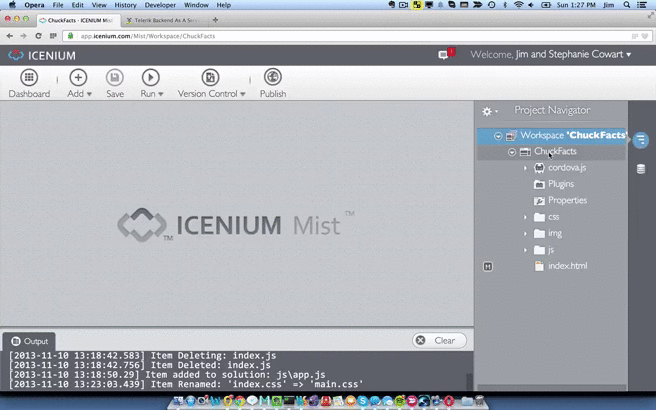 Opera File Edit View History Developer Window Help Sun 1:27 PM Jim
ChuckFacts - ICENIUM Mist Telerik Backend As A Servi
app.icenium.com/Mist/Workspace/ChuckFacts
ICENIUM Welcome, Jim and Stephanie Cowart
Dashboard Add Save Run Version Control Publish
Project Navigator
Workspace "ChuckFacts"
ChuckFacts
cordova.js
Plugins
Properties
css
img
js
index.html
ICENIUM Mist TM
TM
Output Clear
[2013-11-10 13:18:42.583] Item Deleting: index.js
[2013-11-10 13:18:42.756] Item Deleted: index.js
[2013-11-10 13:18:50.29] Item added to solution: js\app.js
[2013-11-10 13:23:03.439] Item Renamed: 'index.css' => 'main.css'